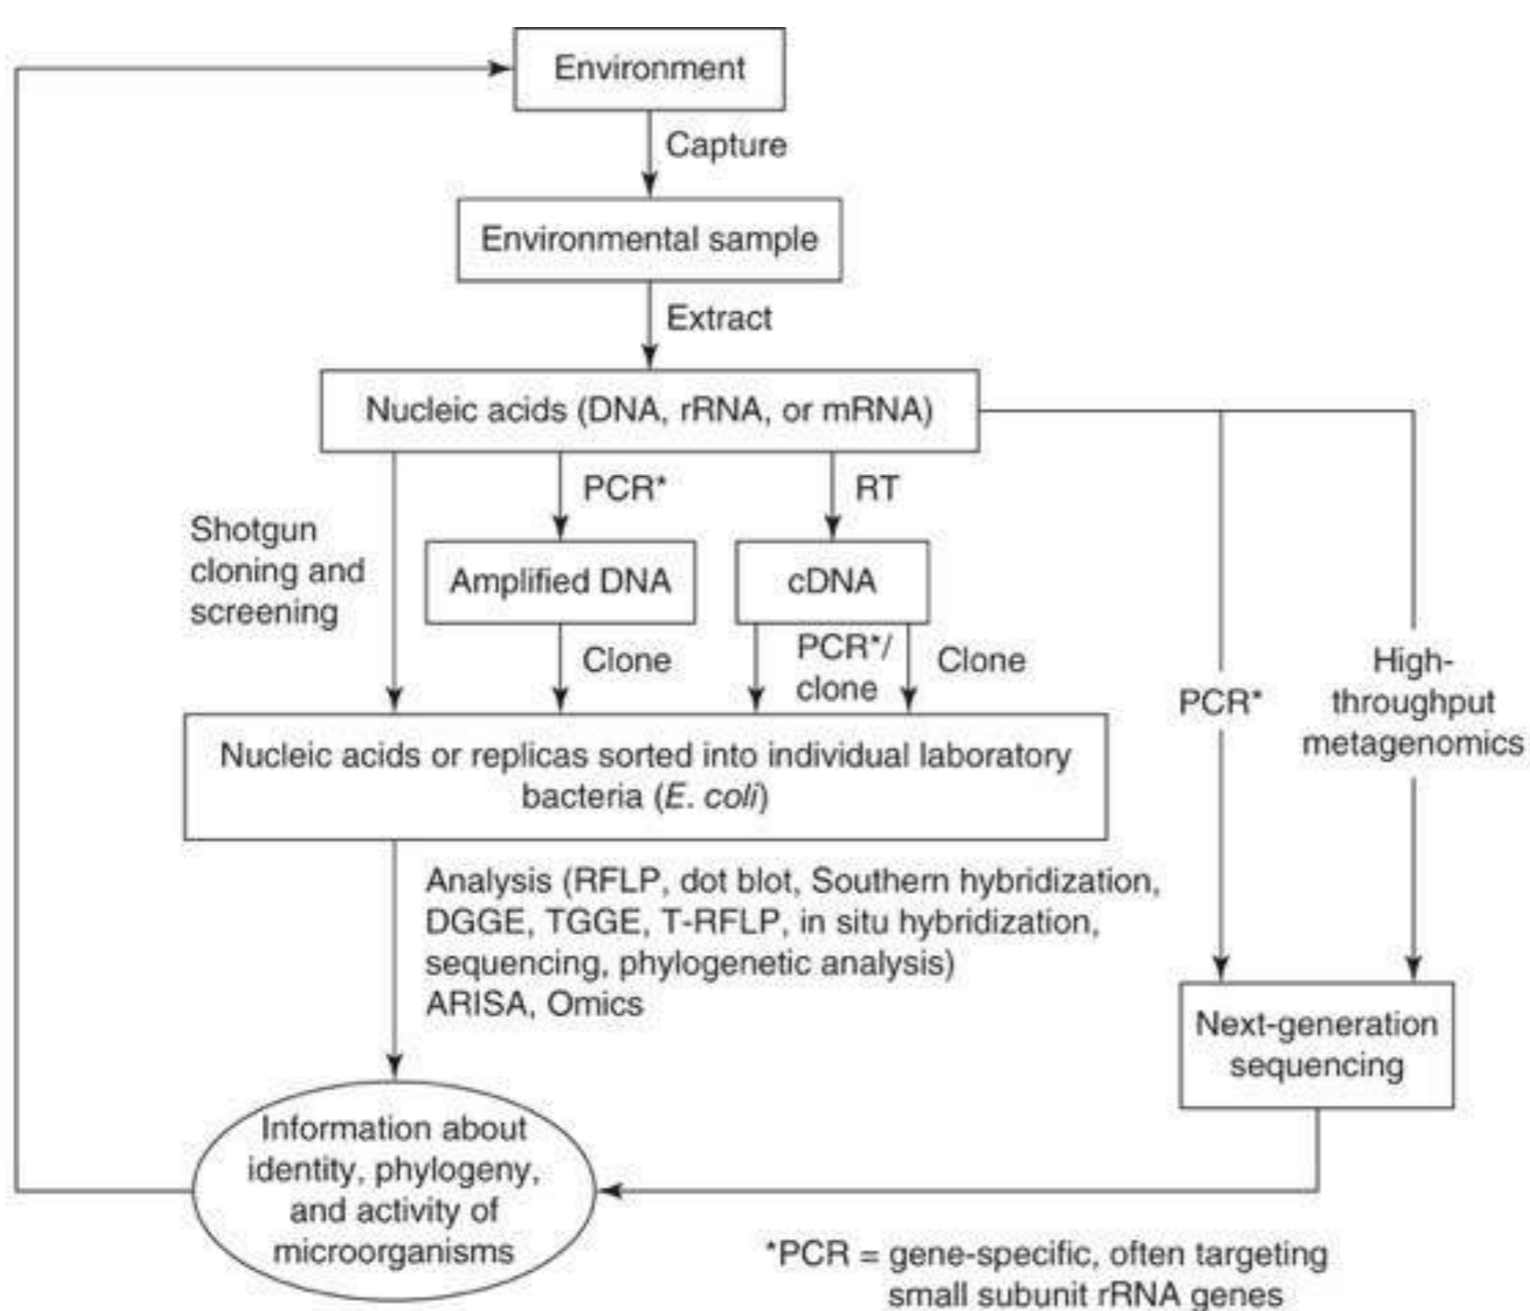 Environment
Capture
Environmental sample
Extract
Nucleic acids (DNA, rRNA, or mRNA)
PCR*
RT
Shotgun
cloning and
screening
Amplified DNA
cDNA
Clone
PCR*/
clone
Clone
PCR*
High-
throughput
metagenomics
Nucleic acids or replicas sorted into individual laboratory
bacteria (E. coli)
Analysis (RFLP, dot blot, Southern hybridization,
DGGE, TGGE, T-RFLP, in situ hybridization,
sequencing, phylogenetic analysis)
ARISA, Omics
Next-generation
sequencing
Information about
identity, phylogeny,
and activity of
microorganisms
*PCR = gene-specific, often targeting
small subunit rRNA genes